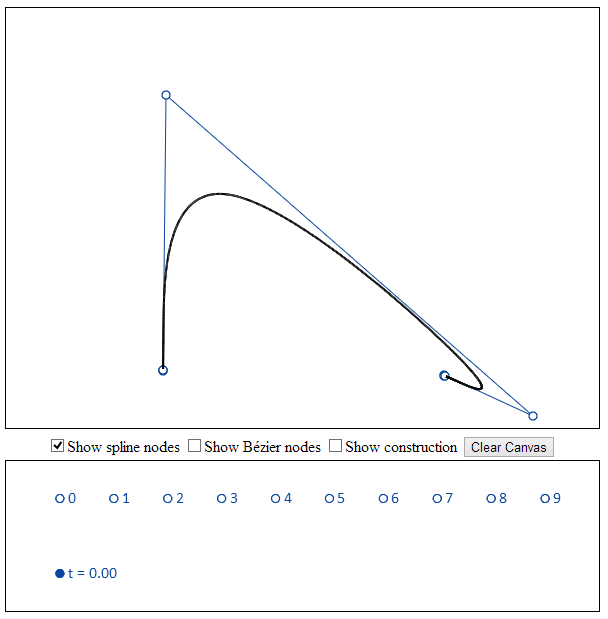 Show spline nodes Show Bézier nodes Show construction Clear Canvas
0 1 2 3 4 5 6 7 8 9
t = 0.00